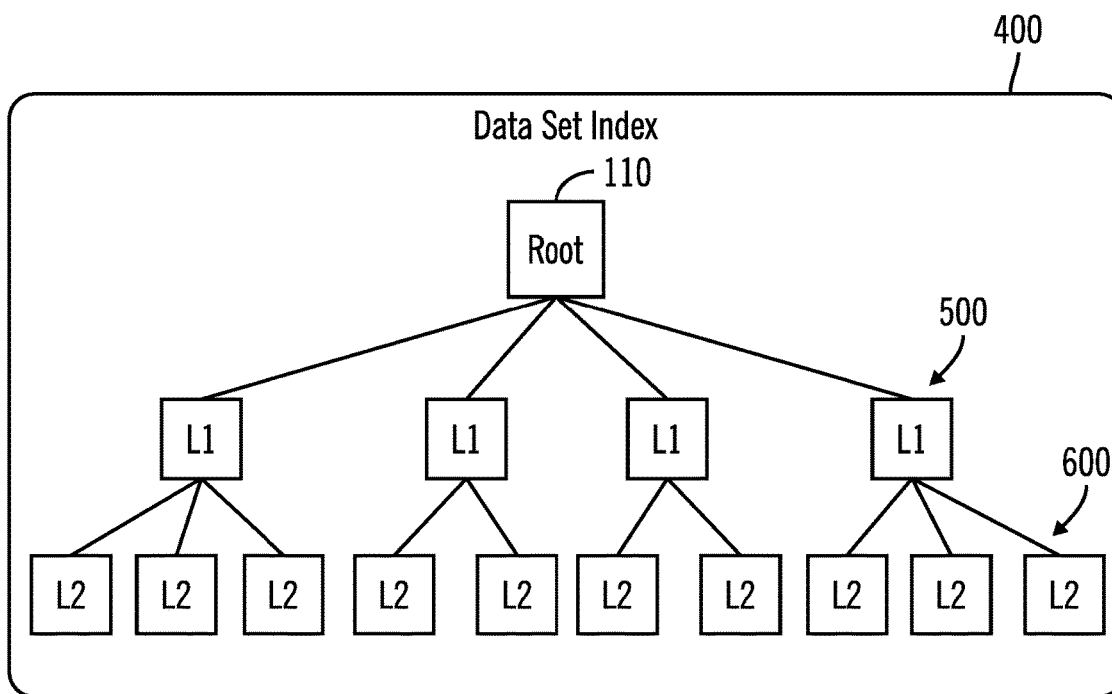 400
Data Set Index
110
Root
500
L1 L1 L1 L1
600
L2 L2 L2 L2 L2 L2 L2 L2 L2 L2